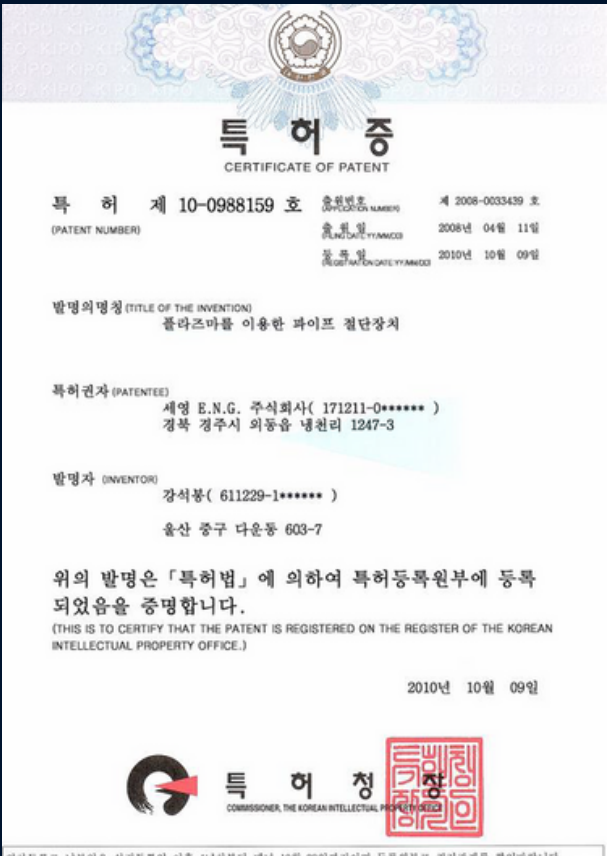 특 허 증
CERTIFICATE OF PATENT
특 허 제 10-0988159 호
(PATENT NUMBER)
출원번호 제 2008-0033439 호
(APPLICATION NUMBER)
출 원 일 2008년 04월 11일
(FILING DATE:YY/MM/DD)
등 록 일 2010년 10월 09일
(REGISTRATION DATE:YY/MM/DD)
발명의명칭(TITLE OF THE INVENTION)
플라즈마를 이용한 파이프 절단장치
특허권자(PATENTEE)
세영 E.N.G. 주식회사( 171211-0****** )
경북 경주시 외동읍 냉천리 1247-3
발명자 (INVENTOR)
강석봉( 611229-1****** )
울산 중구 다운동 603-7
위의 발명은「특허법」에 의하여 특허등록원부에 등록
되었음을 증명합니다.
(THIS IS TO CERTIFY THAT THE PATENT IS REGISTERED ON THE REGISTER OF THE KOREAN
INTELLECTUAL PROPERTY OFFICE.)
2010년 10월 09일
특 허 청 장
COMMISSIONER, THE KOREAN INTELLECTUAL PROPERTY OFFICE